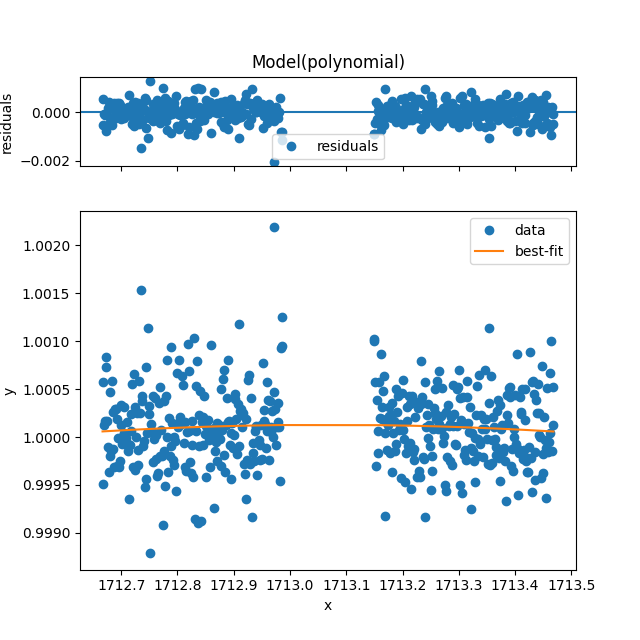 Model(polynomial)
residuals
0.000
−0.002
residuals
y
1.0020
1.0015
1.0010
1.0005
1.0000
0.9995
0.9990
data
best-fit
1712.7 1712.8 1712.9 1713.0 1713.1 1713.2 1713.3 1713.4 1713.5
x